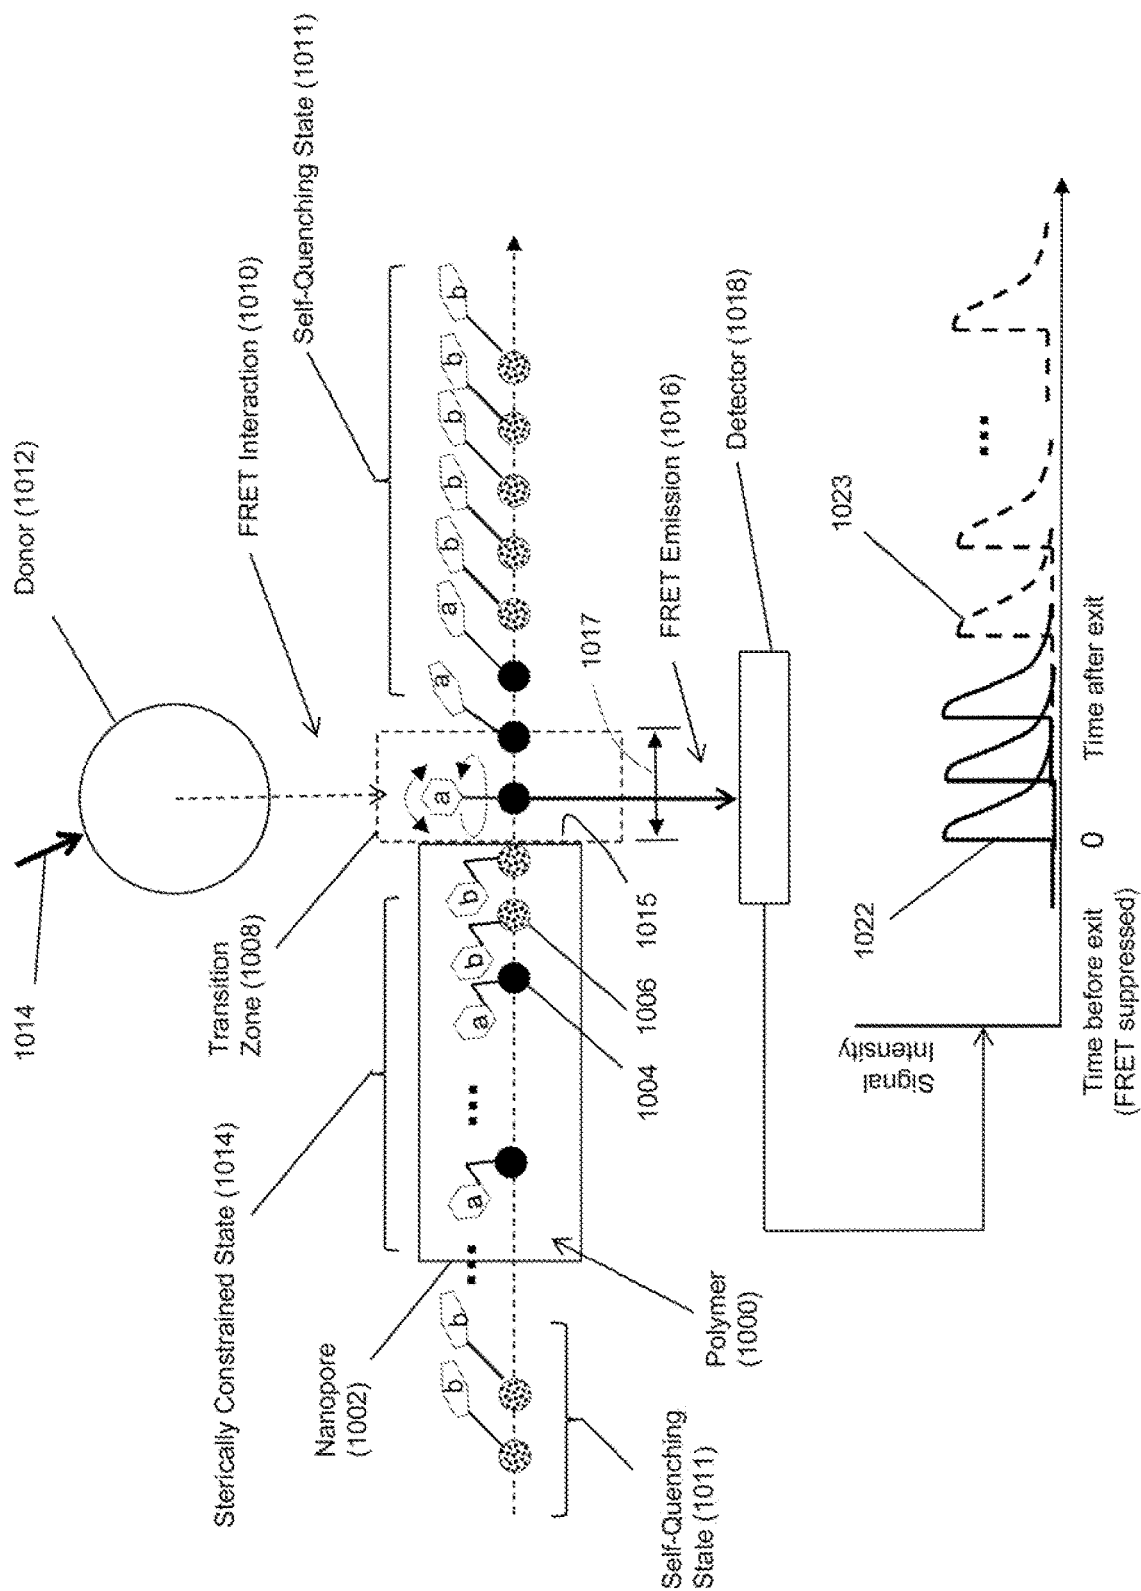 1014
Donor (1012)
FRET Interaction (1010)
Self-Quenching State (1011)
Transition
Zone (1008)
Sterically Constrained State (1014)
Nanopore
(1002)
b
b
a
a
b
b
a
a
a
b
b
b
b
b
Self-Quenching
State (1011)
Polymer
(1000)
1004
1006
1015
1017
FRET Emission (1016)
Detector (1018)
Signal
Intensity
1022
1023
Time before exit
(FRET suppressed)
0
Time after exit